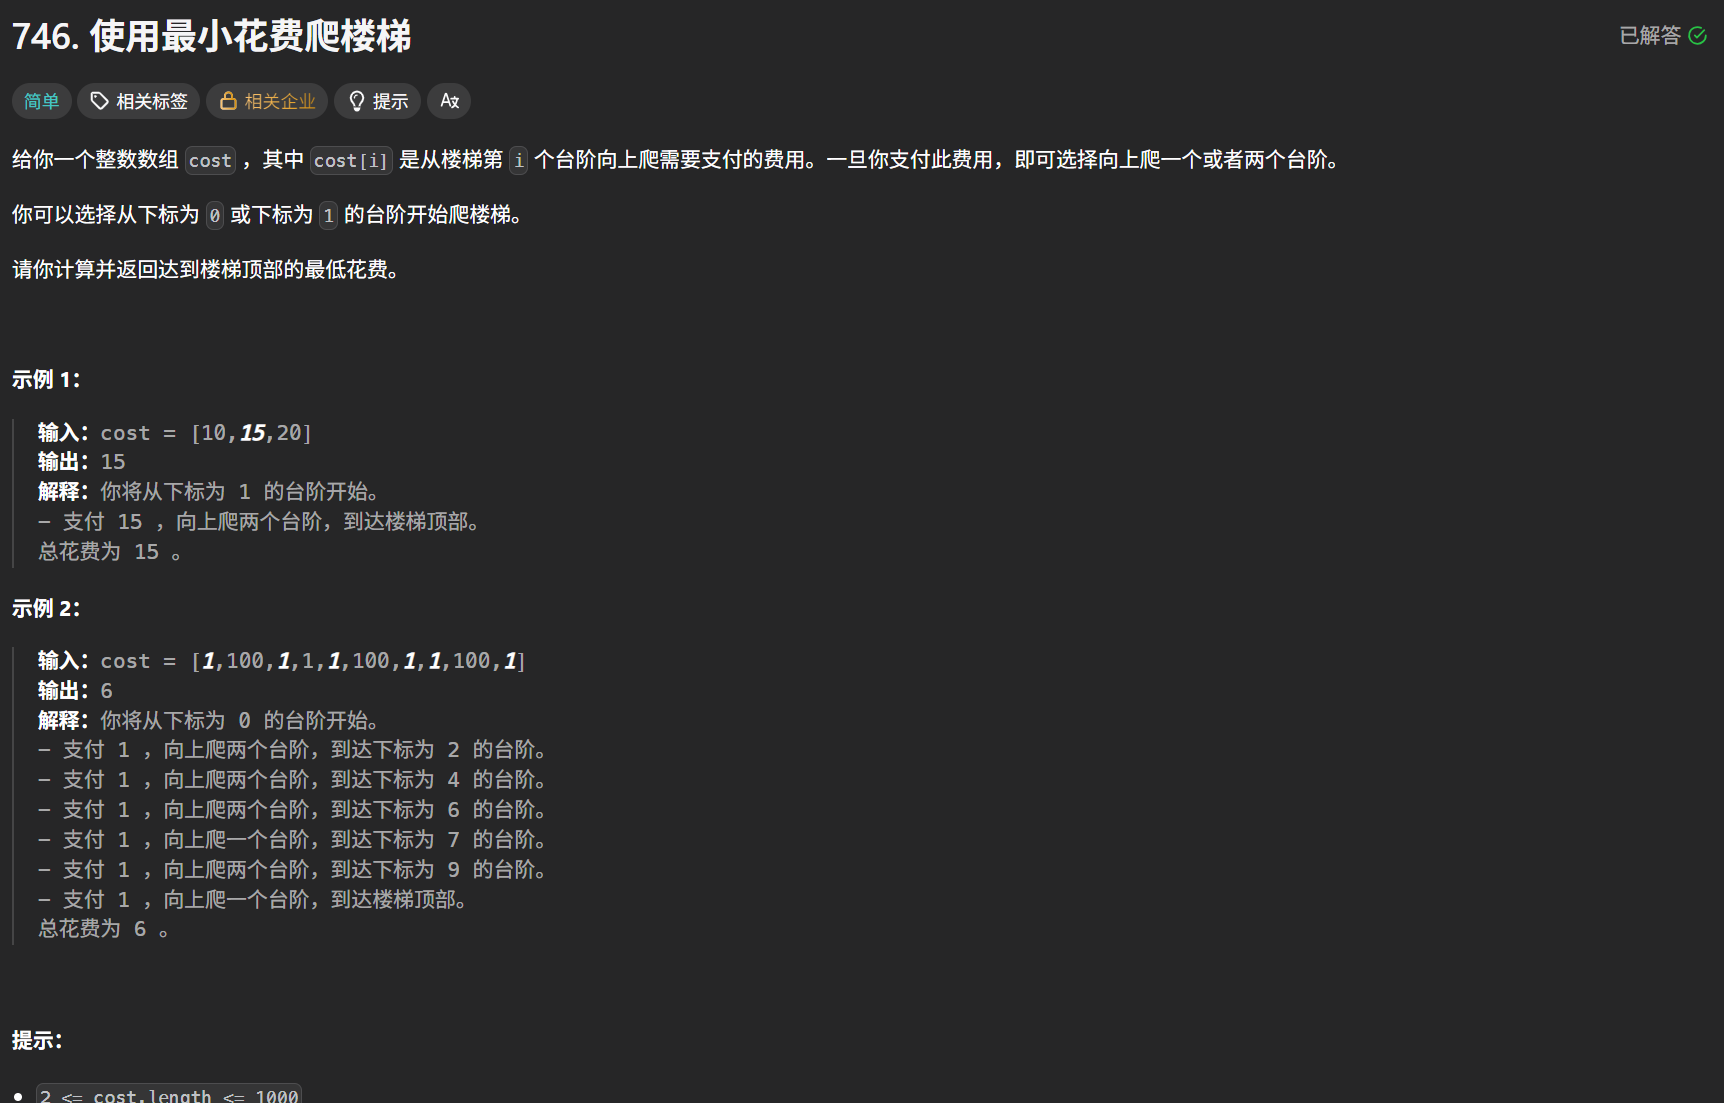 746. 使用最小花费爬楼梯
已解答
简单 相关标签 相关企业 提示 A文
给你一个整数数组 cost ，其中 cost[i] 是从楼梯第 i 个台阶向上爬需要支付的费用。一旦你支付此费用，即可选择向上爬一个或者两个台阶。
你可以选择从下标为 0 或下标为 1 的台阶开始爬楼梯。
请你计算并返回达到楼梯顶部的最低花费。
示例 1：
输入：cost = [10,15,20]
输出：15
解释：你将从下标为 1 的台阶开始。
- 支付 15 ，向上爬两个台阶，到达楼梯顶部。
总花费为 15 。
示例 2：
输入：cost = [1,100,1,1,1,100,1,1,100,1]
输出：6
解释：你将从下标为 0 的台阶开始。
- 支付 1 ，向上爬两个台阶，到达下标为 2 的台阶。
- 支付 1 ，向上爬两个台阶，到达下标为 4 的台阶。
- 支付 1 ，向上爬两个台阶，到达下标为 6 的台阶。
- 支付 1 ，向上爬一个台阶，到达下标为 7 的台阶。
- 支付 1 ，向上爬两个台阶，到达下标为 9 的台阶。
- 支付 1 ，向上爬一个台阶，到达楼梯顶部。
总花费为 6 。
提示：
2 <= cost.length <= 1000